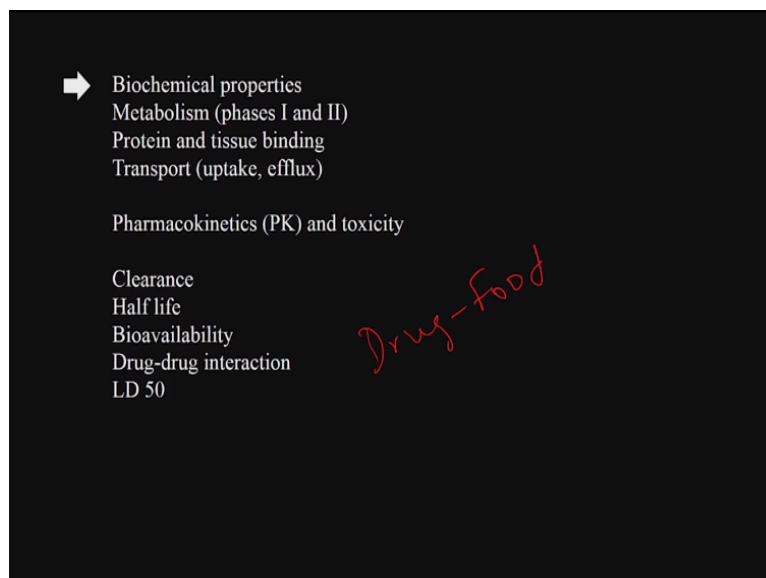 Biochemical properties
Metabolism (phases I and II)
Protein and tissue binding
Transport (uptake, efflux)
Pharmacokinetics (PK) and toxicity
Clearance
Half life
Bioavailability
Drug-drug interaction
LD 50
Drug-Food